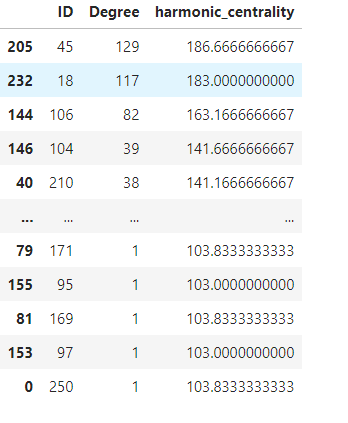 ID Degree harmonic_centrality
205 45 129 186.6666666667
232 18 117 183.0000000000
144 106 82 163.1666666667
146 104 39 141.6666666667
40 210 38 141.1666666667
... ... ... ...
79 171 1 103.8333333333
155 95 1 103.0000000000
81 169 1 103.8333333333
153 97 1 103.0000000000
0 250 1 103.8333333333